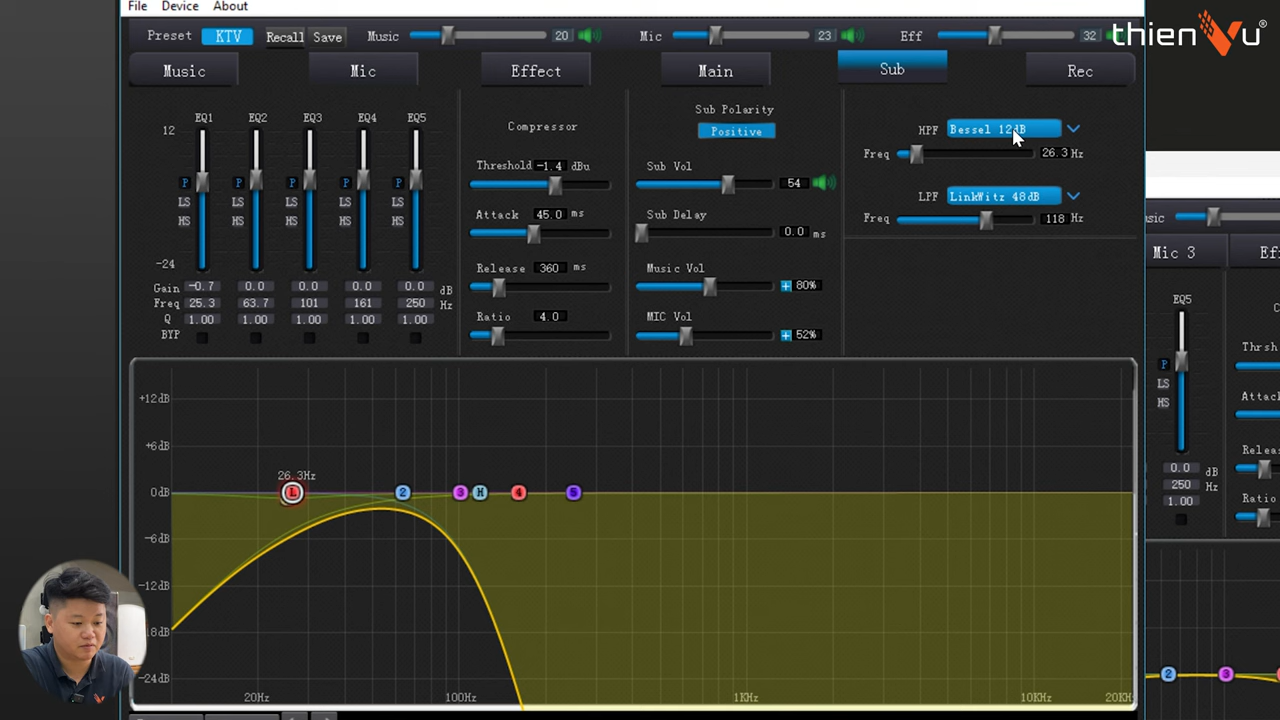 File Device About
Preset KTV Recall Save Music 20 Mic 23 Eff 32
thienVu®
Music Mic Effect Main Sub Rec
EQ1 EQ2 EQ3 EQ4 EQ5
12
P P P P P
LS LS LS LS LS
HS HS HS HS HS
-24
Gain -0.7 0.0 0.0 0.0 0.0 dB
Freq 25.3 63.7 101 161 250 Hz
Q 1.00 1.00 1.00 1.00 1.00
BYP
Compressor
Threshold -1.4 dBu
Attack 45.0 ms
Release 360 ms
Ratio 4.0
Sub Polarity
Positive
Sub Vol 54
Sub Delay 0.0 ms
Music Vol + 80%
MIC Vol + 52%
HPF Bessel 12dB
Freq 26.3 Hz
LPF LinkWitz 48dB
Freq 118 Hz
Mic 3
EQ5
P
LS
HS
0.0 dB
250 Hz
1.00
Attack
Ratio
+12dB
+6dB
0dB
-6dB
-12dB
-24dB
26.3Hz
L 2 3 H 4 5
20Hz 100Hz 1KHz 10KHz 20KH
2 3